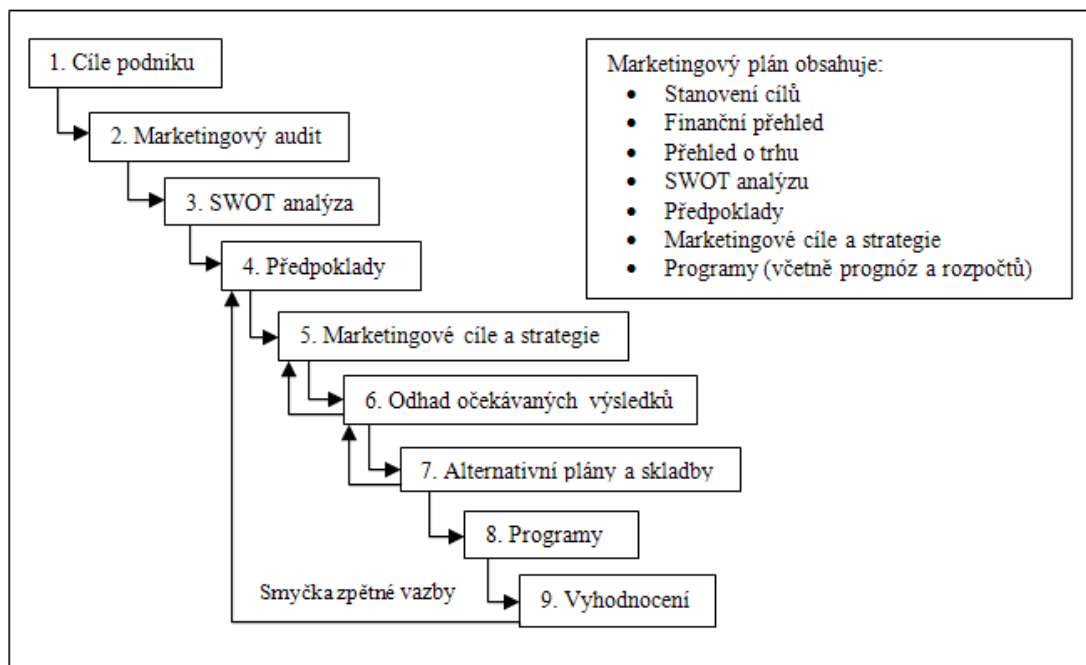 1. Cíle podniku
2. Marketingový audit
3. SWOT analýza
4. Předpoklady
5. Marketingové cíle a strategie
6. Odhad očekávaných výsledků
7. Alternativní plány a skladby
8. Programy
9. Vyhodnocení
Smyčka zpětné vazby
Marketingový plán obsahuje:
• Stanovení cílů
• Finanční přehled
• Přehled o trhu
• SWOT analýzu
• Předpoklady
• Marketingové cíle a strategie
• Programy (včetně prognóz a rozpočtů)